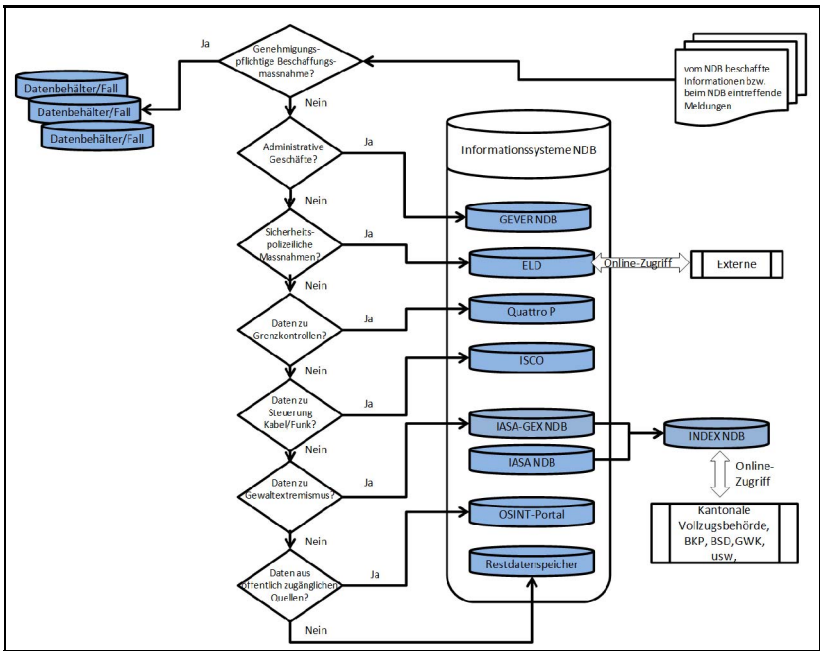 Ja
Genehmigungs-
pflichtige Beschaffungs-
massnahme?
vom NDB beschaffte
Informationen bzw.
beim NDB eintreffende
Meldungen
Datenbehälter/Fall
Datenbehälter/Fall
Datenbehälter/Fall
Nein
Administrative
Geschäfte?
Ja
Informationssysteme NDB
Nein
GEVER NDB
Sicherheits-
polizeiliche
Massnahmen?
Ja
ELD
Online-Zugriff
Externe
Nein
Daten zu
Grenzkontrollen?
Ja
Quattro P
Nein
ISCO
Daten zu
Steuerung
Kabel/Funk?
Ja
IASA-GEX NDB
INDEX NDB
Nein
IASA NDB
Online-
Zugriff
Daten zu
Gewaltextremismus?
Ja
OSINT-Portal
Kantonale
Vollzugsbehörde,
BKP, BSD,GWK,
usw,
Nein
Daten aus
öffentlich zugänglichen
Quellen?
Ja
Restdatenspeicher
Nein